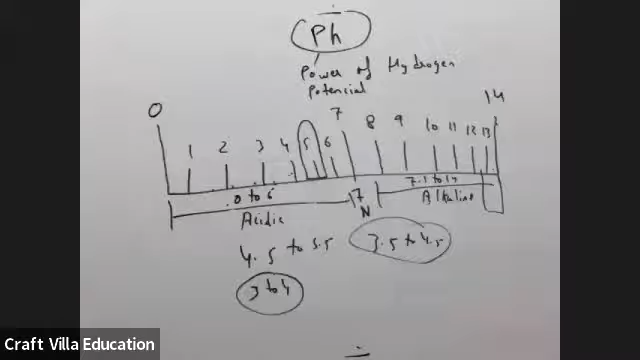 Ph
Power of Hydrogen
Potencial
0 1 2 3 4 5 6 7 8 9 10 11 12 13 14
0 to 6 7 7.1 to 14
Acidic N Alkaline
4.5 to 5.5 3.5 to 4.5
3 to 4
Craft Villa Education